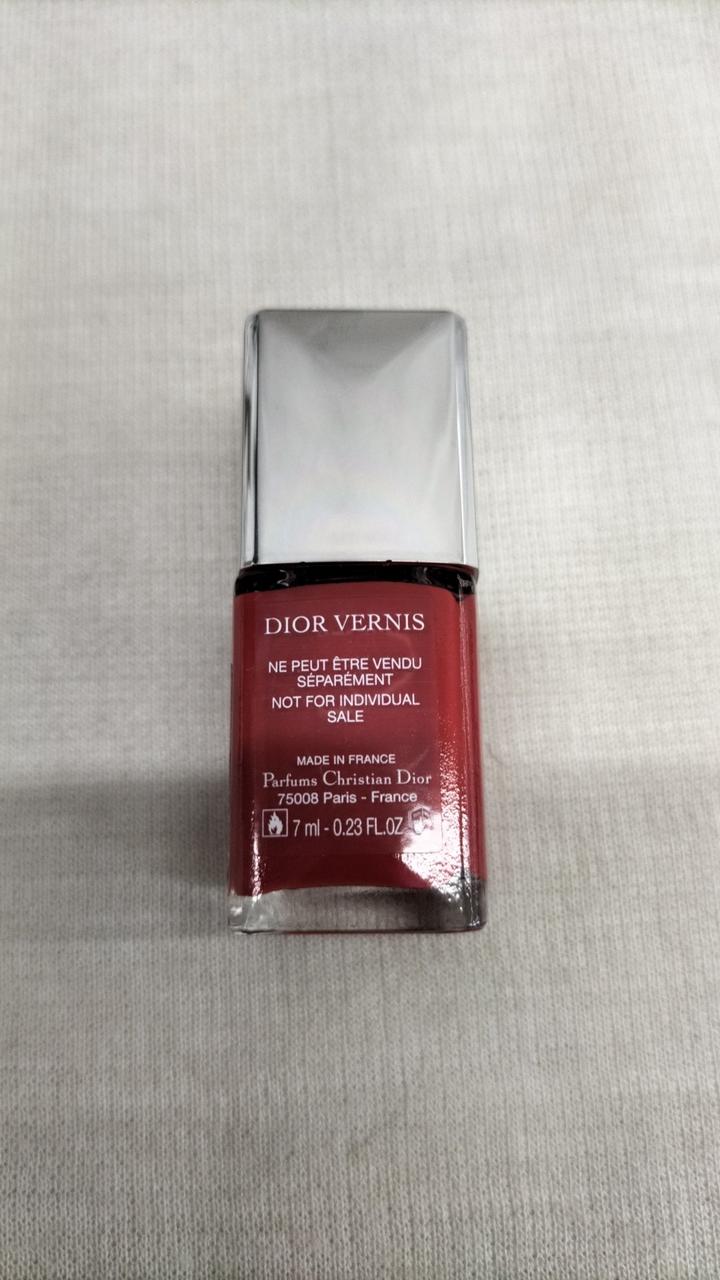 DIOR VERNIS
NE PEUT ÊTRE VENDU
SÉPARÉMENT
NOT FOR INDIVIDUAL
SALE
MADE IN FRANCE
Parfums Christian Dior
75008 Paris - France
7 ml - 0.23 FL.OZ